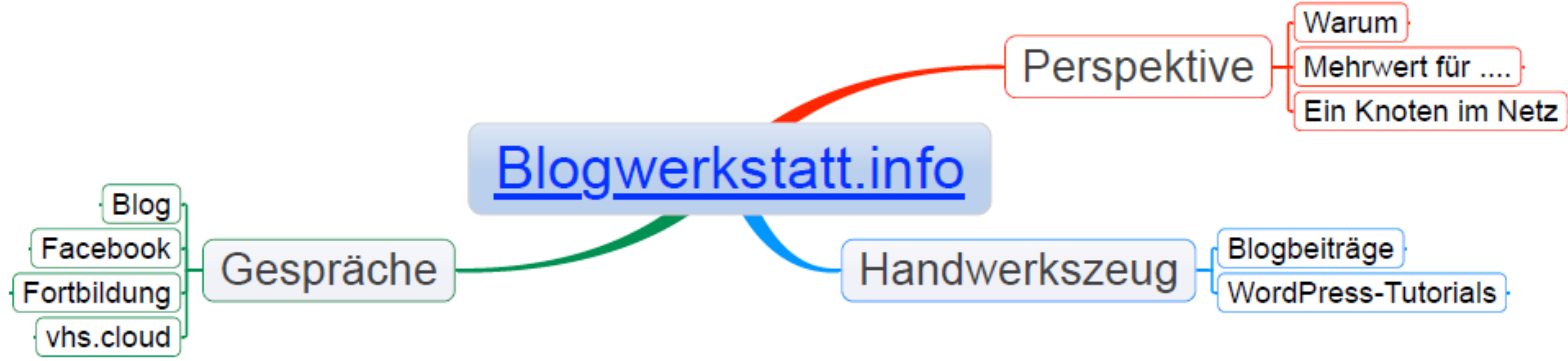 Blogwerkstatt.info
Perspektive
Warum
Mehrwert für ....
Ein Knoten im Netz
Handwerkszeug
Blogbeiträge
WordPress-Tutorials
Gespräche
Blog
Facebook
Fortbildung
vhs.cloud